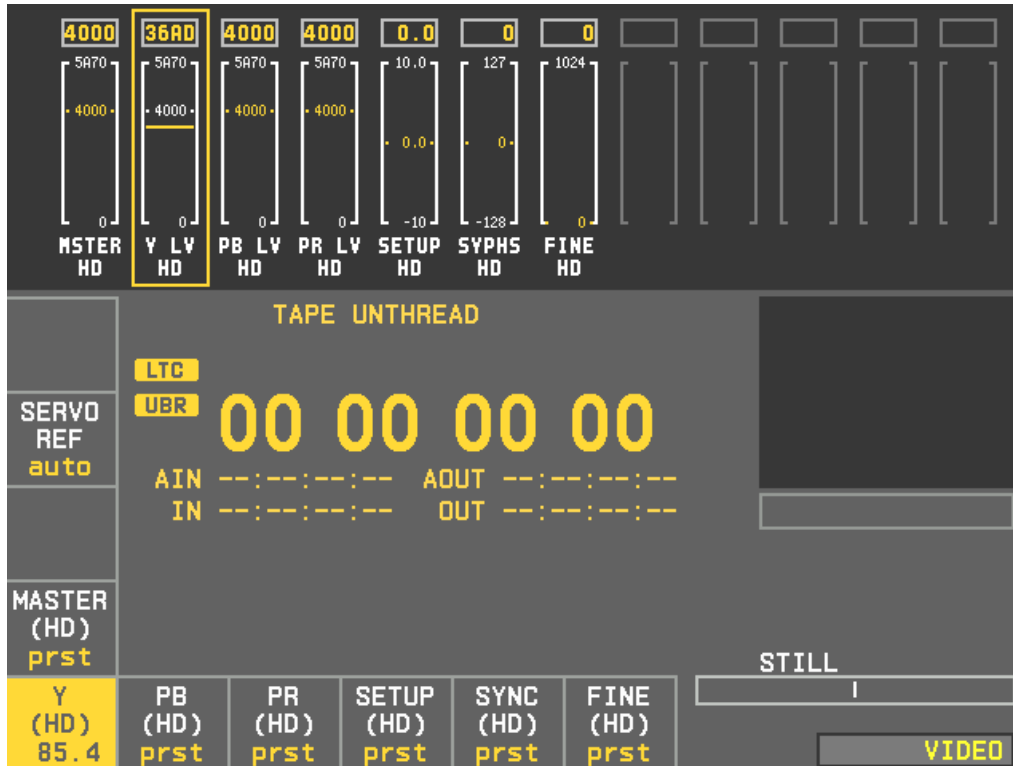 4000 36AD 4000 4000 0.0 0 0
5A70 5A70 5A70 5A70 10.0 127 1024
4000 4000 4000 4000
0.0 0
0 0 0 0 -10 -128 0
MSTER Y LV PB LV PR LV SETUP SYPHS FINE
HD HD HD HD HD HD HD
TAPE UNTHREAD
LTC
UBR
00 00 00 00
AIN --:--:--:-- AOUT --:--:--:--
IN --:--:--:-- OUT --:--:--:--
SERVO
REF
auto
MASTER
(HD)
prst
STILL
Y PB PR SETUP SYNC FINE
(HD) (HD) (HD) (HD) (HD) (HD)
85.4 prst prst prst prst prst
VIDEO